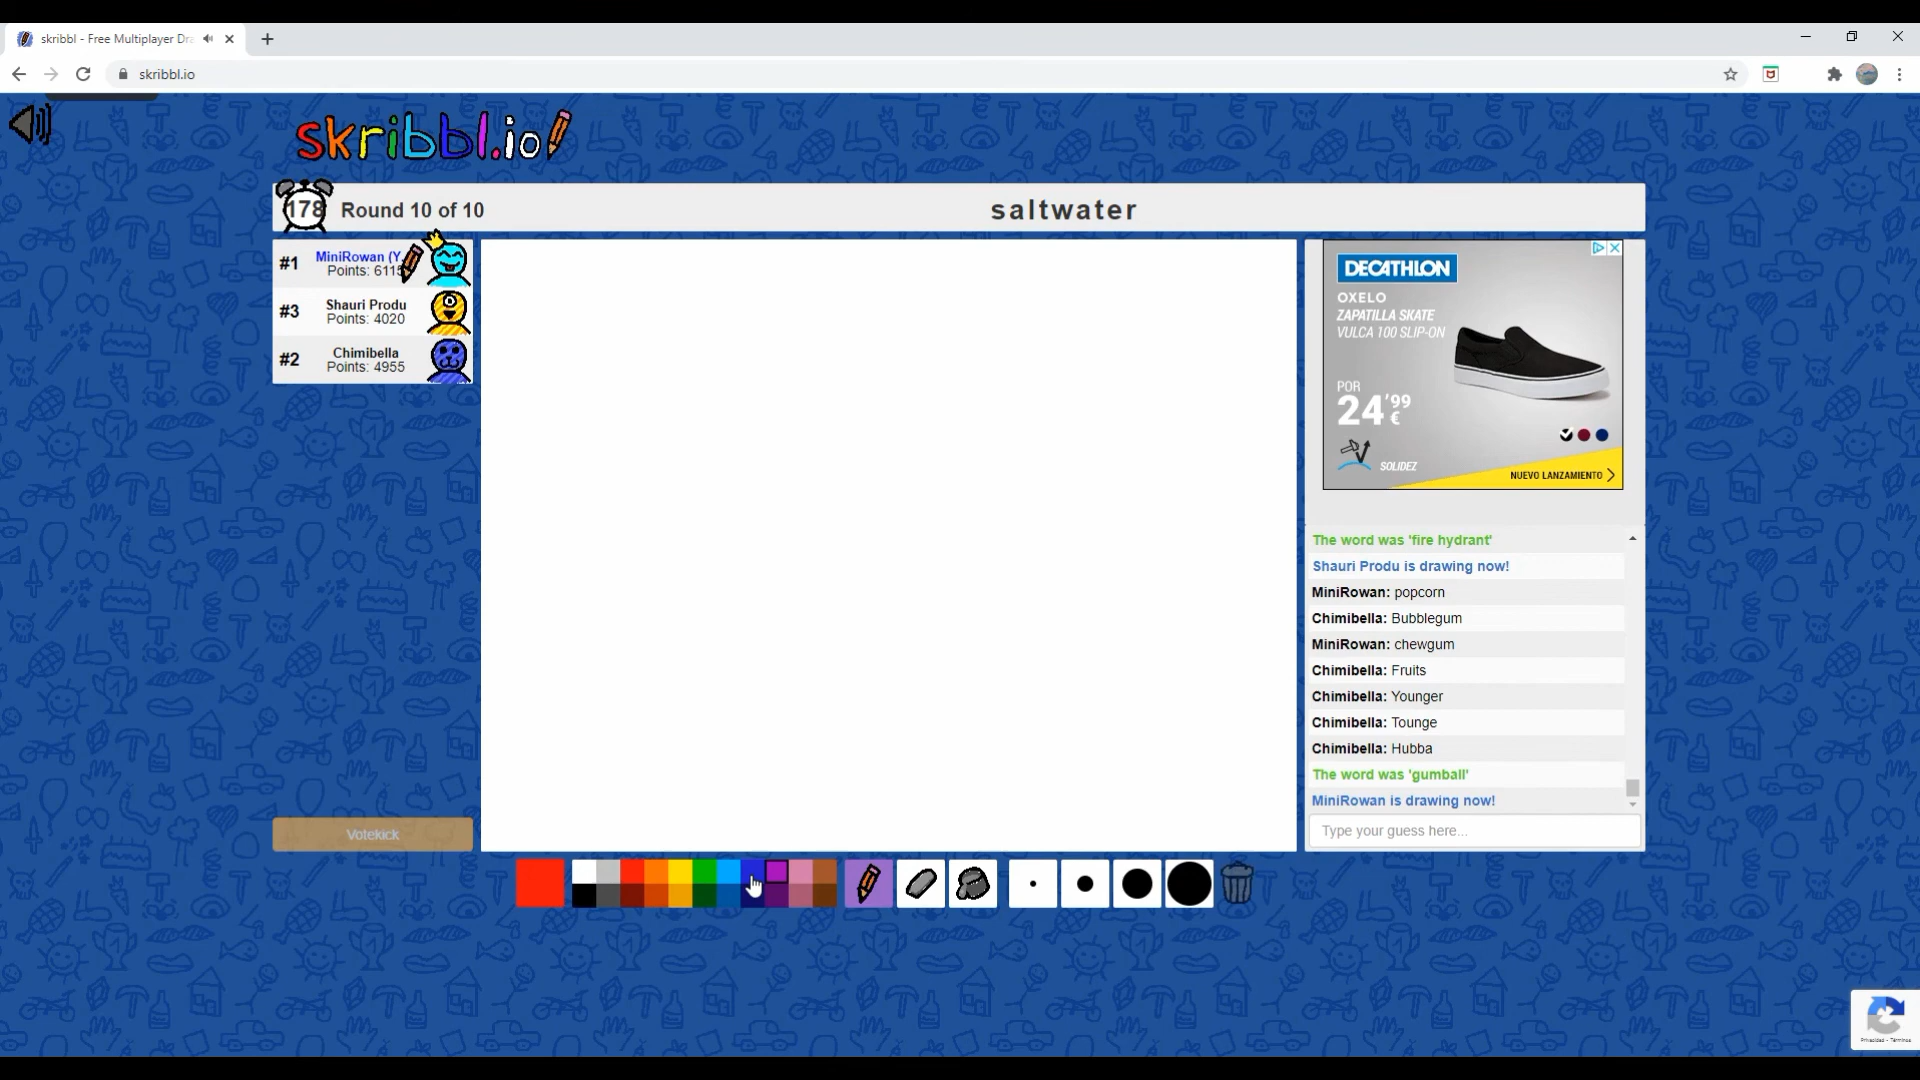 skribbl - Free Multiplayer Dra
skribbl.io
skribbl.io
178
Round 10 of 10
saltwater
#1
MiniRowan (Y
Points: 6115
#3
Shauri Produ
Points: 4020
#2
Chimibella
Points: 4955
Votekick
DECATHLON
OXELO
ZAPATILLA SKATE
VULCA 100 SLIP-ON
POR
24'99
€
SOLIDEZ
NUEVO LANZAMIENTO
The word was 'fire hydrant'
Shauri Produ is drawing now!
MiniRowan: popcorn
Chimibella: Bubblegum
MiniRowan: chewgum
Chimibella: Fruits
Chimibella: Younger
Chimibella: Tounge
Chimibella: Hubba
The word was 'gumball'
MiniRowan is drawing now!
Type your guess here...
Privacidad - Términos